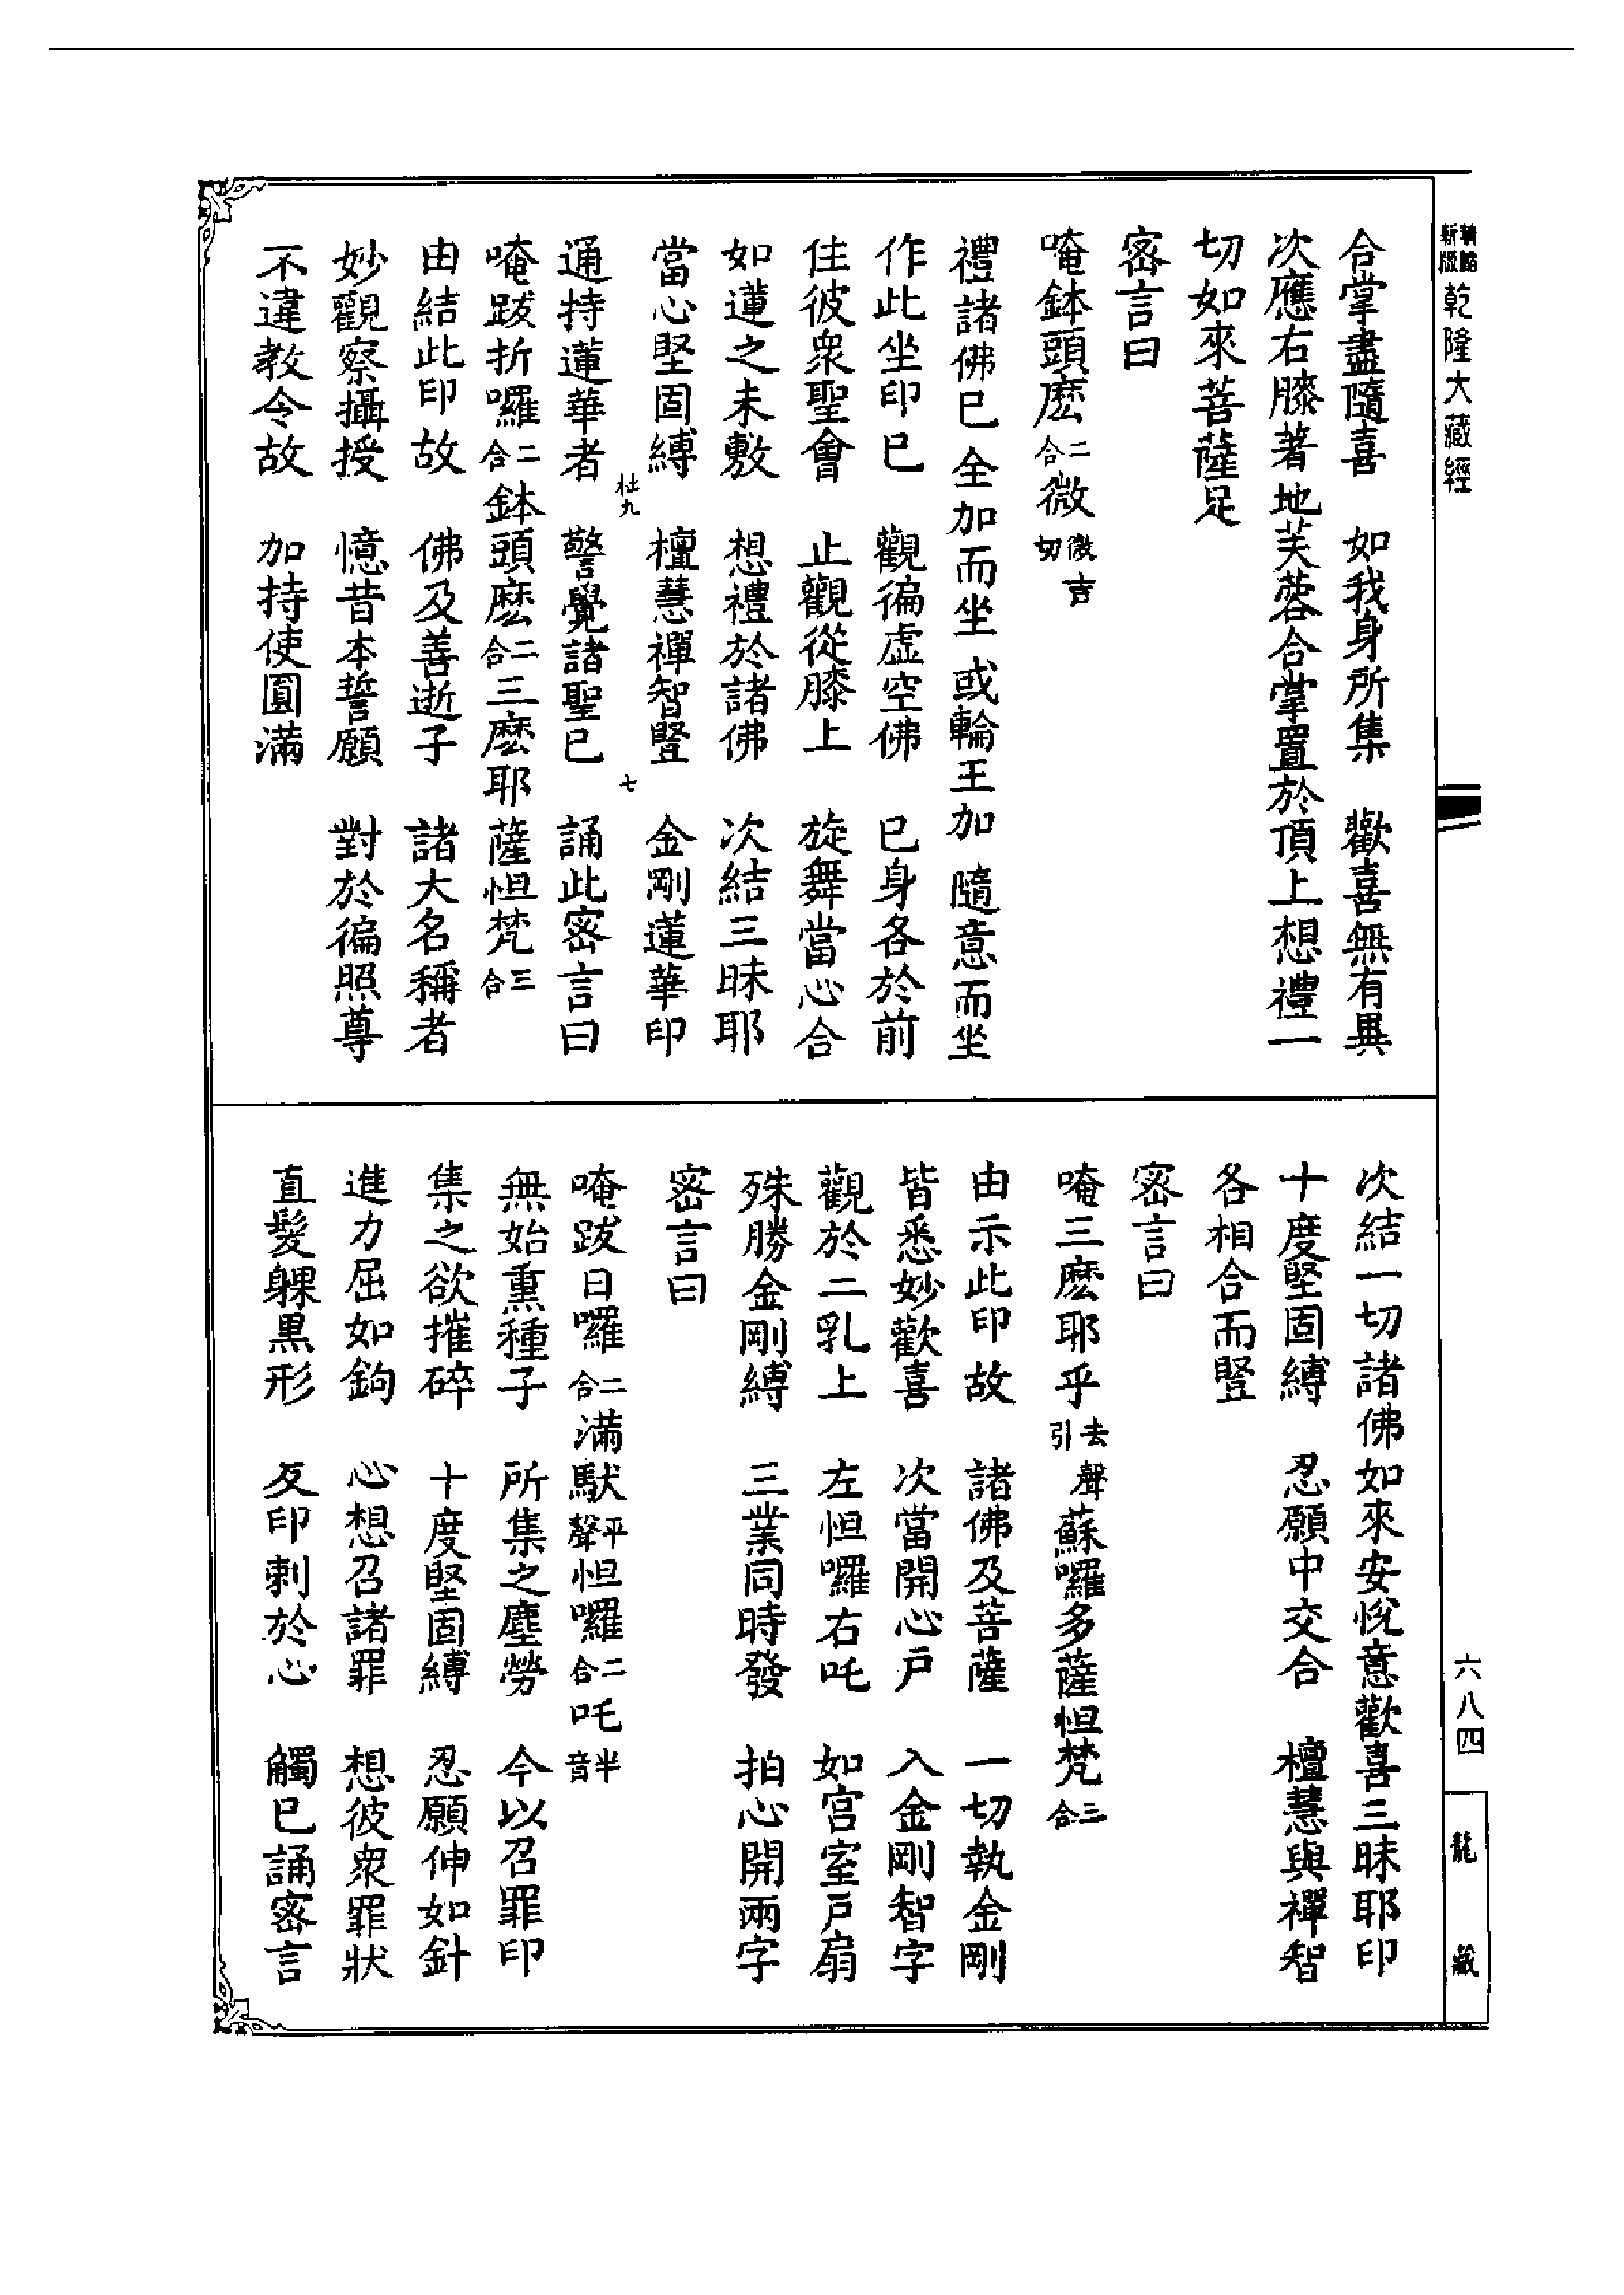 乾隆大藏經
合掌盡隨喜　如我身所集　歡喜無有異
次應右膝著地芙蓉合掌置於頂上想禮一
切如來菩薩足
密言曰
唵鉢頭麽二合微微吉切
禮諸佛已　全加而坐　或輪王加　隨意而坐
作此坐印已　觀徧虛空佛　已身各於前
住彼衆聖會　止觀從膝上　旋舞當心合
如蓮之未敷　想禮於諸佛　次結三昧耶
當心堅固縛　檀慧禪智豎　金剛蓮華印
杜九　七
通持蓮華者　警覺諸聖已　誦此密言曰
唵跋折囉二合鉢頭麽二合三麽耶薩怛梵三合
由結此印故　佛及善逝子　諸大名稱者
妙觀察攝授　憶昔本誓願　對於徧照尊
不違教令故　加持使圓滿
次結一切諸佛如來安悅意歡喜三昧耶印
十度堅固縛　忍願中交合　檀慧與禪智
各相合而豎
密言曰
唵三麽耶乎去聲引蘇囉多薩怛梵三合
由示此印故　諸佛及菩薩　一切執金剛
皆悉妙歡喜　次當開心戶　入金剛智字
觀於二乳上　左怛囉右吒　如宮室戶扇
殊勝金剛縛　三業同時發　拍心開兩字
密言曰
唵跋日囉二合滿馱平聲怛囉二合吒半音
無始熏種子　所集之塵勞　今以召罪印
集之欲摧碎　十度堅固縛　忍願伸如針
進力屈如鉤　心想召諸罪　想彼衆罪狀
直髮躶黑形　反印刺於心　觸已誦密言
六八四
龍藏